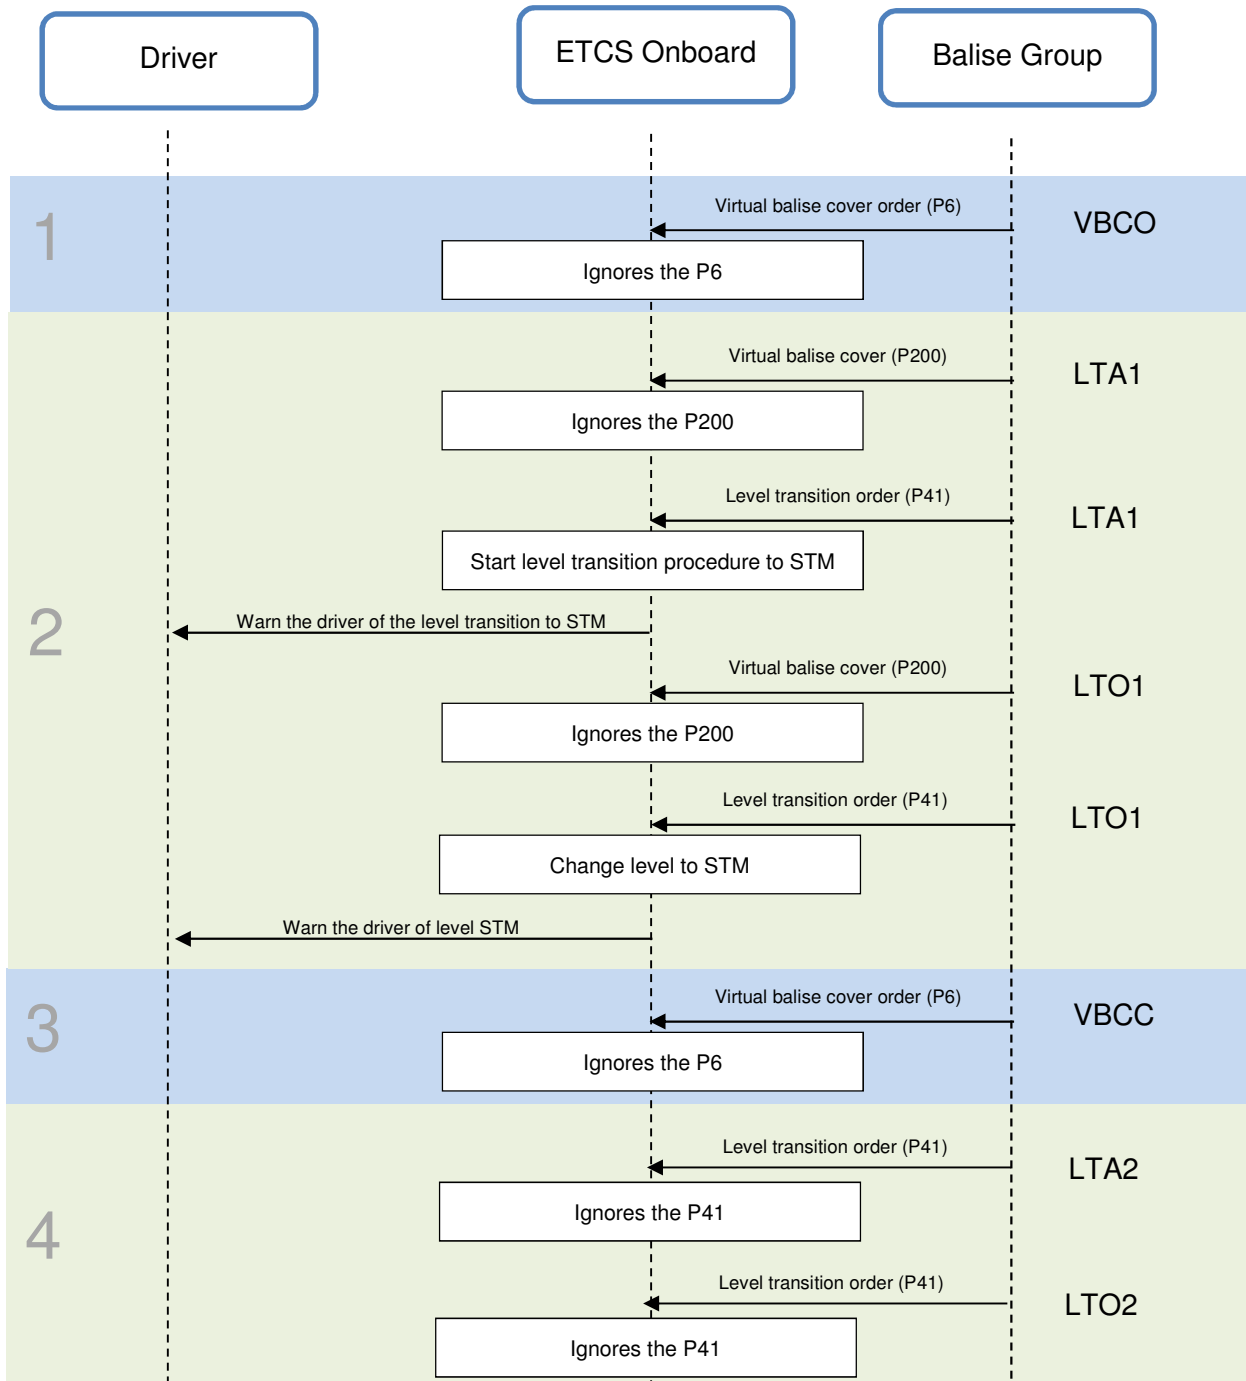 Driver
ETCS Onboard
Balise Group
1
Virtual balise cover order (P6)
VBCO
Ignores the P6
2
Virtual balise cover (P200)
LTA1
Ignores the P200
Level transition order (P41)
LTA1
Start level transition procedure to STM
Warn the driver of the level transition to STM
Virtual balise cover (P200)
LTO1
Ignores the P200
Level transition order (P41)
LTO1
Change level to STM
Warn the driver of level STM
3
Virtual balise cover order (P6)
VBCC
Ignores the P6
4
Level transition order (P41)
LTA2
Ignores the P41
Level transition order (P41)
LTO2
Ignores the P41